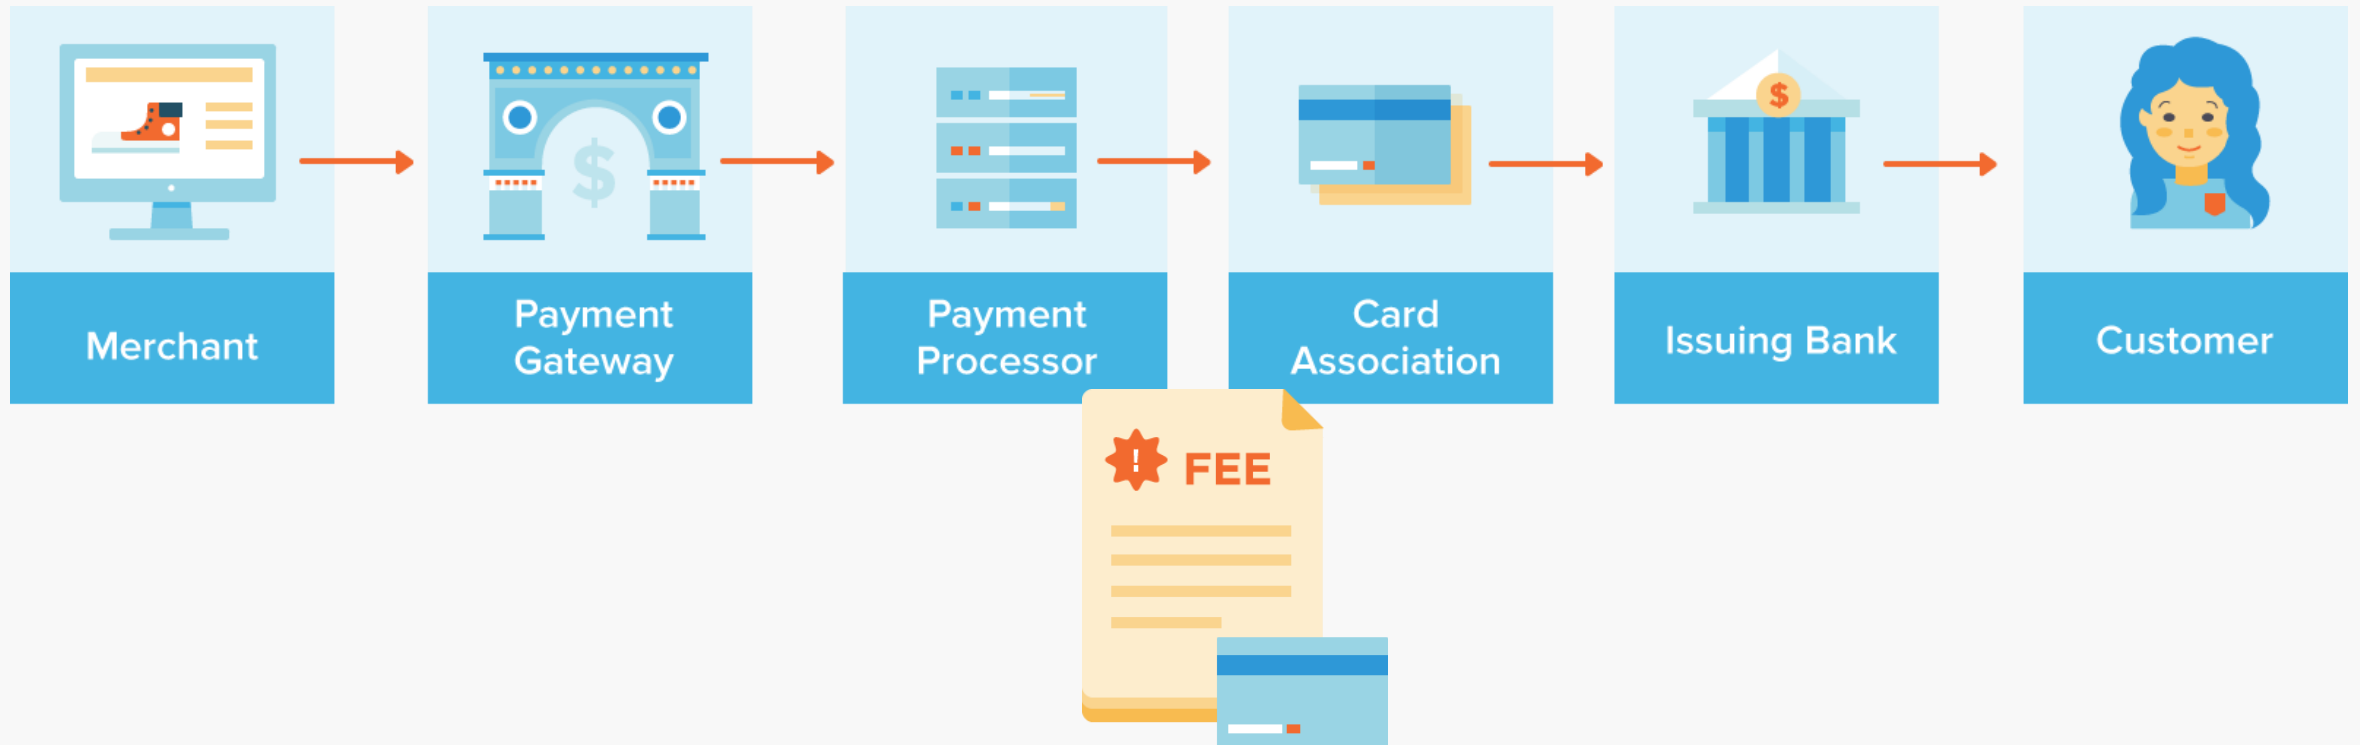 Merchant
Payment
Gateway
Payment
Processor
Card
Association
Issuing Bank
Customer
$
$
! FEE